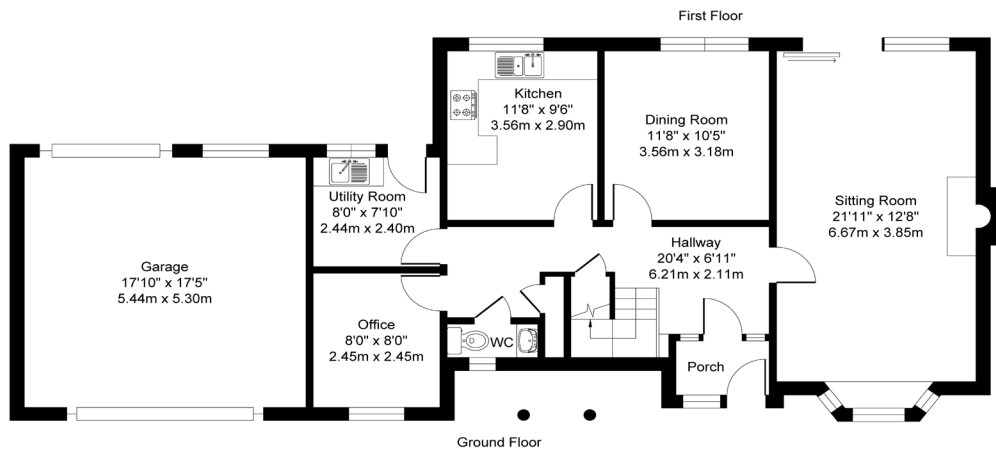 First Floor
Kitchen
11'8" x 9'6"
3.56m x 2.90m
Dining Room
11'8" x 10'5"
3.56m x 3.18m
Utility Room
8'0" x 7'10"
2.44m x 2.40m
Sitting Room
21'11" x 12'8"
6.67m x 3.85m
Hallway
20'4" x 6'11"
6.21m x 2.11m
Garage
17'10" x 17'5"
5.44m x 5.30m
Office
8'0" x 8'0"
2.45m x 2.45m
WC
Porch
Ground Floor